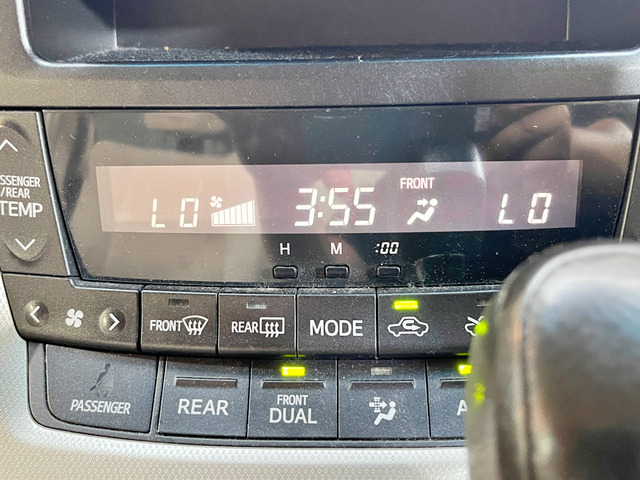 FRONT
LO 3:55 LO
H M :00
PASSENGER
/REAR
TEMP
FRONT REAR MODE
PASSENGER REAR FRONT
DUAL